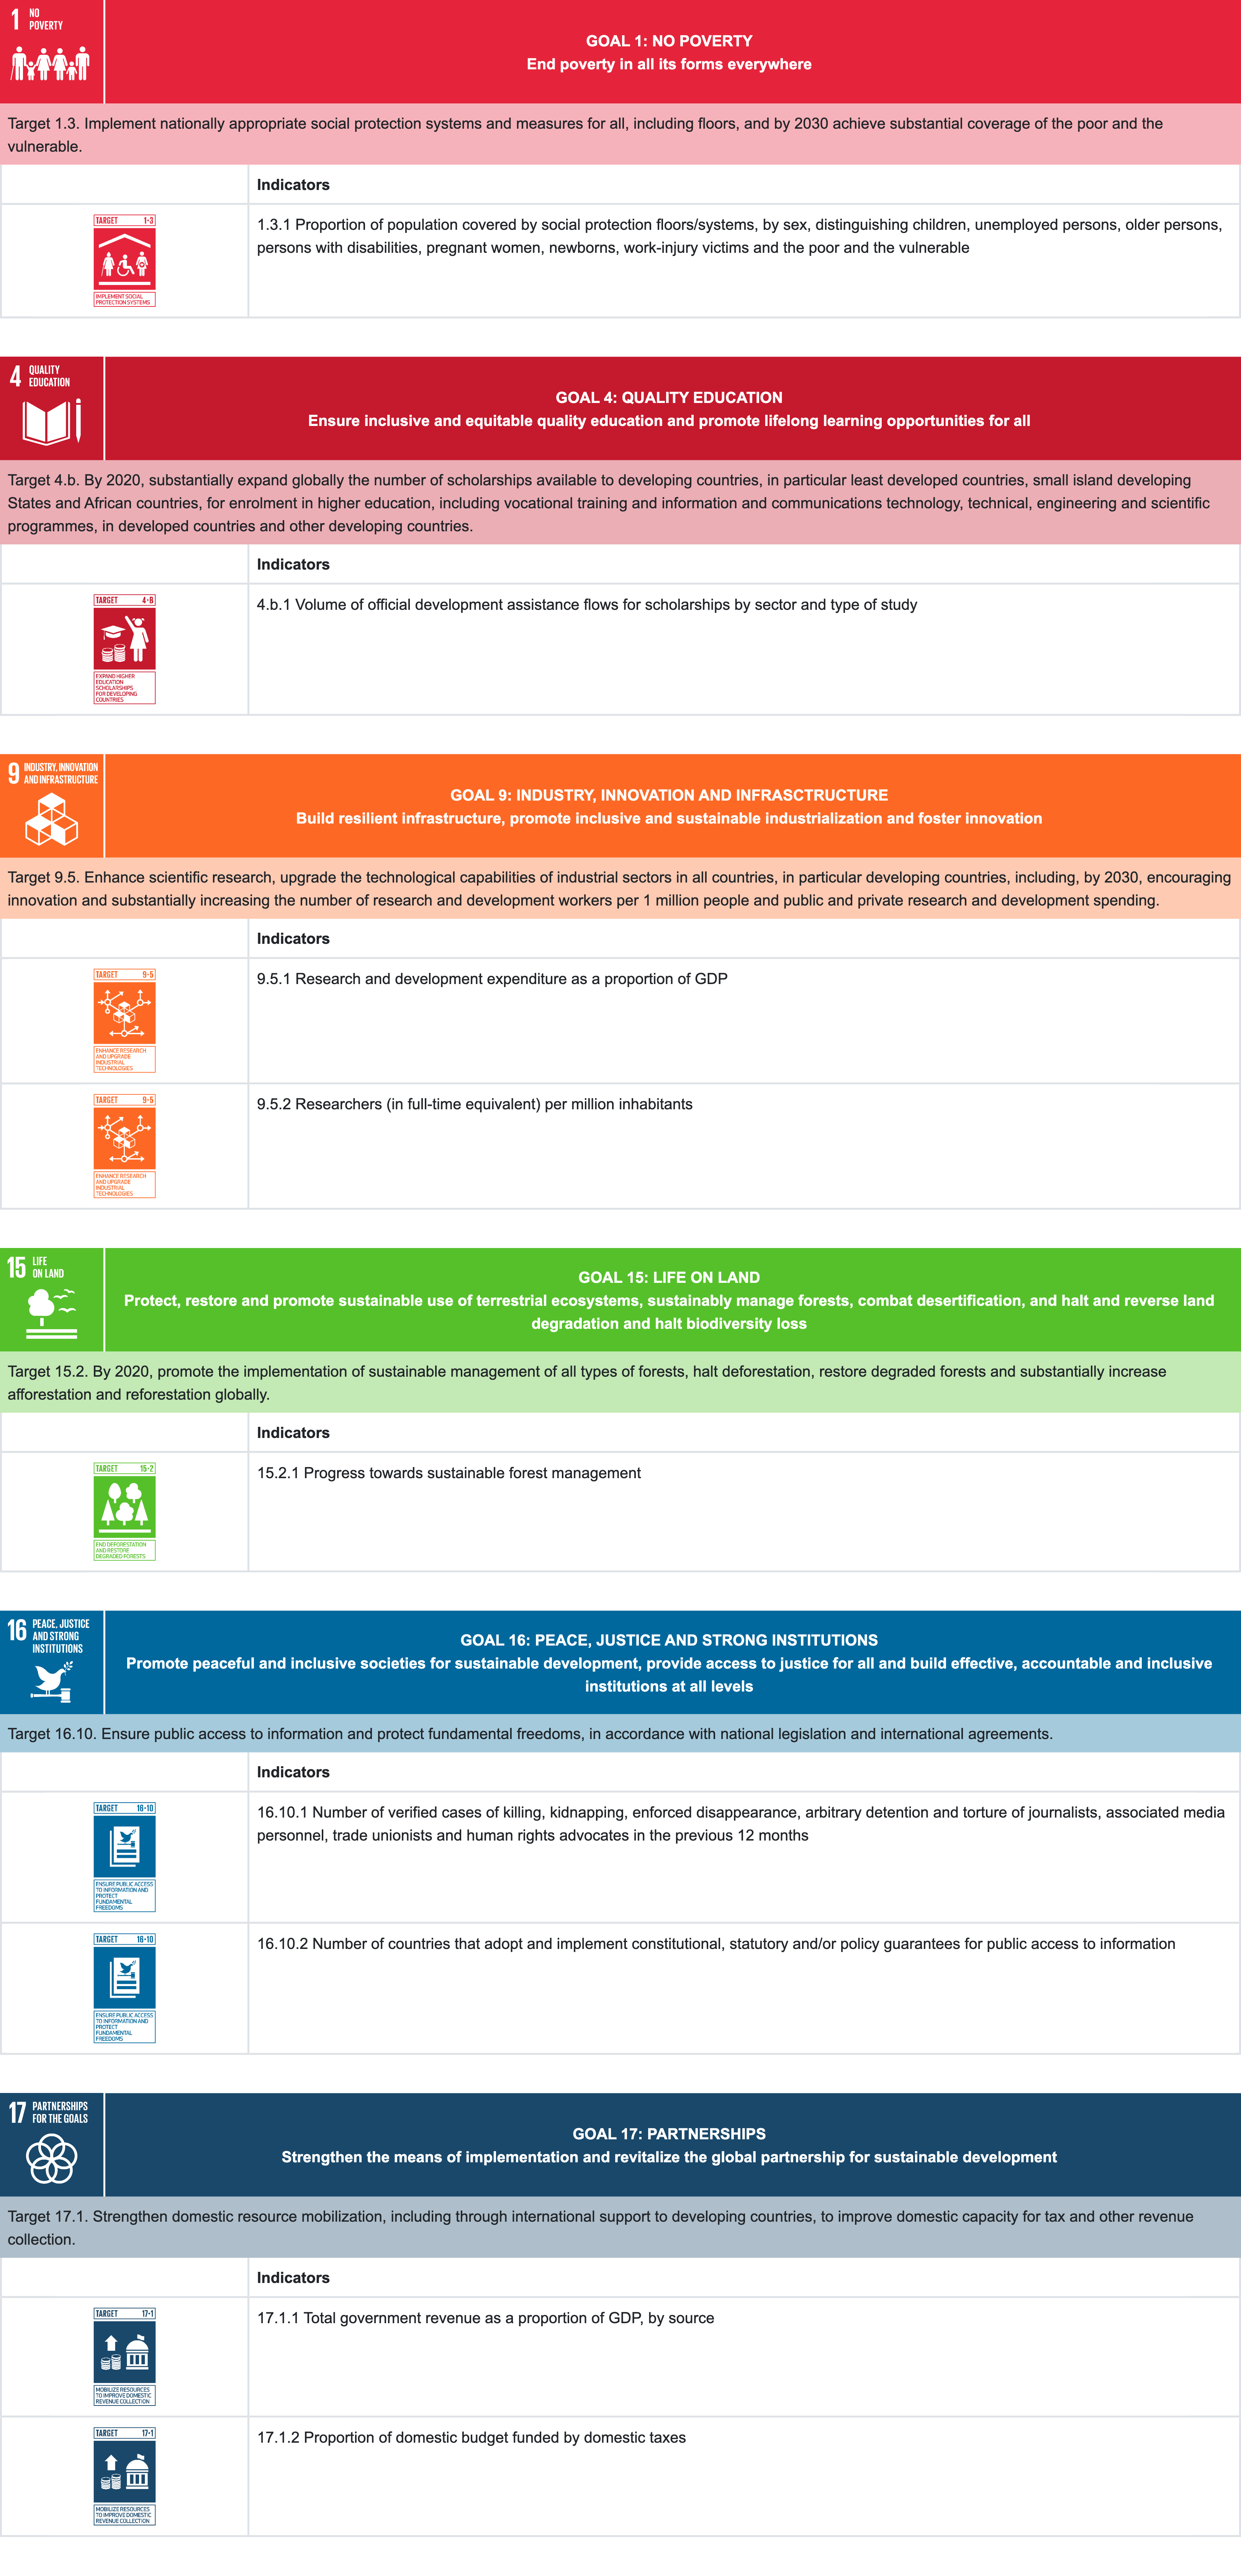 1 NO
POVERTY
GOAL 1: NO POVERTY
End poverty in all its forms everywhere
Target 1.3. Implement nationally appropriate social protection systems and measures for all, including floors, and by 2030 achieve substantial coverage of the poor and the
vulnerable.
Indicators
TARGET 1·3
IMPLEMENT SOCIAL
PROTECTION SYSTEMS
1.3.1 Proportion of population covered by social protection floors/systems, by sex, distinguishing children, unemployed persons, older persons,
persons with disabilities, pregnant women, newborns, work-injury victims and the poor and the vulnerable
4 QUALITY
EDUCATION
GOAL 4: QUALITY EDUCATION
Ensure inclusive and equitable quality education and promote lifelong learning opportunities for all
Target 4.b. By 2020, substantially expand globally the number of scholarships available to developing countries, in particular least developed countries, small island developing
States and African countries, for enrolment in higher education, including vocational training and information and communications technology, technical, engineering and scientific
programmes, in developed countries and other developing countries.
Indicators
TARGET 4·B
EXPAND HIGHER
EDUCATION
SCHOLARSHIPS
FOR DEVELOPING
COUNTRIES
4.b.1 Volume of official development assistance flows for scholarships by sector and type of study
9 INDUSTRY, INNOVATION
AND INFRASTRUCTURE
GOAL 9: INDUSTRY, INNOVATION AND INFRASCTRUCTURE
Build resilient infrastructure, promote inclusive and sustainable industrialization and foster innovation
Target 9.5. Enhance scientific research, upgrade the technological capabilities of industrial sectors in all countries, in particular developing countries, including, by 2030, encouraging
innovation and substantially increasing the number of research and development workers per 1 million people and public and private research and development spending.
Indicators
TARGET 9·5
ENHANCE RESEARCH
AND UPGRADE
INDUSTRIAL
TECHNOLOGIES
9.5.1 Research and development expenditure as a proportion of GDP
TARGET 9·5
ENHANCE RESEARCH
AND UPGRADE
INDUSTRIAL
TECHNOLOGIES
9.5.2 Researchers (in full-time equivalent) per million inhabitants
15 LIFE
ON LAND
GOAL 15: LIFE ON LAND
Protect, restore and promote sustainable use of terrestrial ecosystems, sustainably manage forests, combat desertification, and halt and reverse land
degradation and halt biodiversity loss
Target 15.2. By 2020, promote the implementation of sustainable management of all types of forests, halt deforestation, restore degraded forests and substantially increase
afforestation and reforestation globally.
Indicators
TARGET 15·2
END DEFORESTATION
AND RESTORE
DEGRADED FORESTS
15.2.1 Progress towards sustainable forest management
16 PEACE, JUSTICE
AND STRONG
INSTITUTIONS
GOAL 16: PEACE, JUSTICE AND STRONG INSTITUTIONS
Promote peaceful and inclusive societies for sustainable development, provide access to justice for all and build effective, accountable and inclusive
institutions at all levels
Target 16.10. Ensure public access to information and protect fundamental freedoms, in accordance with national legislation and international agreements.
Indicators
TARGET 16·10
ENSURE PUBLIC ACCESS
TO INFORMATION AND
PROTECT
FUNDAMENTAL
FREEDOMS
16.10.1 Number of verified cases of killing, kidnapping, enforced disappearance, arbitrary detention and torture of journalists, associated media
personnel, trade unionists and human rights advocates in the previous 12 months
TARGET 16·10
ENSURE PUBLIC ACCESS
TO INFORMATION AND
PROTECT
FUNDAMENTAL
FREEDOMS
16.10.2 Number of countries that adopt and implement constitutional, statutory and/or policy guarantees for public access to information
17 PARTNERSHIPS
FOR THE GOALS
GOAL 17: PARTNERSHIPS
Strengthen the means of implementation and revitalize the global partnership for sustainable development
Target 17.1. Strengthen domestic resource mobilization, including through international support to developing countries, to improve domestic capacity for tax and other revenue
collection.
Indicators
TARGET 17·1
MOBILIZE RESOURCES
TO IMPROVE DOMESTIC
REVENUE COLLECTION
17.1.1 Total government revenue as a proportion of GDP, by source
TARGET 17·1
MOBILIZE RESOURCES
TO IMPROVE DOMESTIC
REVENUE COLLECTION
17.1.2 Proportion of domestic budget funded by domestic taxes